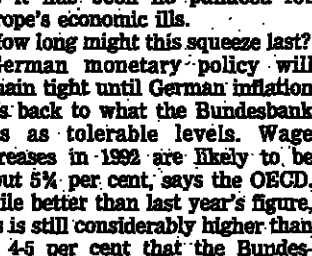 it has been no panacea for
rope's economic ills.
How long might this squeeze last?
German monetary policy will
main tight until German inflation
s back to what the Bundesbank
s as tolerable levels. Wage
reases in 1992 are likely to be
out 5% per cent, says the OECD,
ile better than last year's figure,
s is still considerably higher than
4-5 per cent that the Bundes-